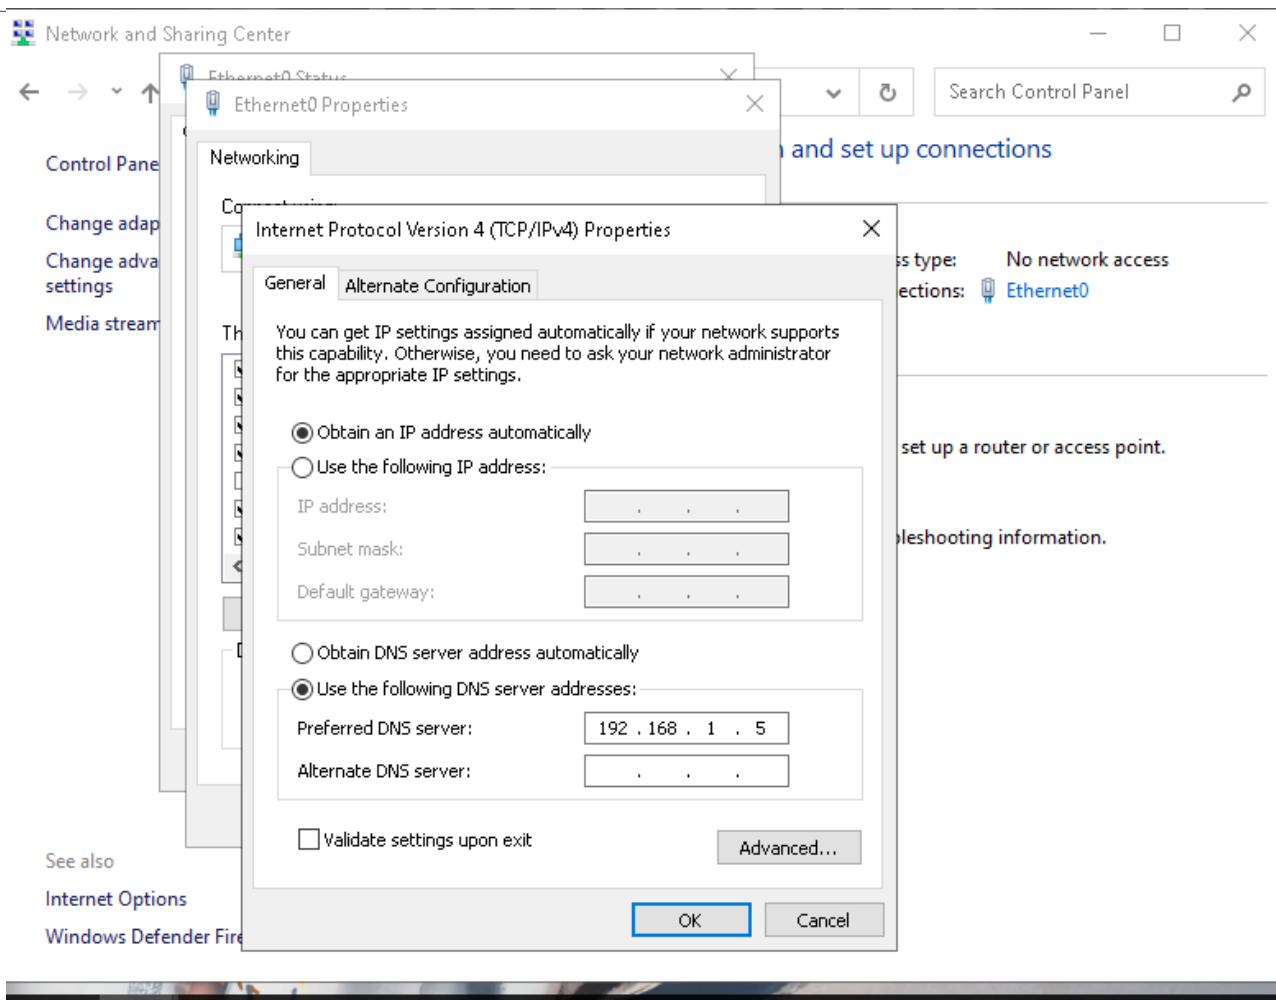 Network and Sharing Center
Ethernet0 Status
Ethernet0 Properties
Search Control Panel
and set up connections
Control Pane
Networking
Change adap
Internet Protocol Version 4 (TCP/IPv4) Properties
Change adva
settings
ss type: No network access
ections: Ethernet0
General
Alternate Configuration
Media stream
Th
You can get IP settings assigned automatically if your network supports
this capability. Otherwise, you need to ask your network administrator
for the appropriate IP settings.
Obtain an IP address automatically
Use the following IP address:
set up a router or access point.
IP address: . . .
Subnet mask: . . .
Default gateway: . . .
bleshooting information.
Obtain DNS server address automatically
Use the following DNS server addresses:
Preferred DNS server: 192 . 168 . 1 . 5
Alternate DNS server: . . .
Validate settings upon exit
Advanced...
See also
Internet Options
Windows Defender Fire
OK
Cancel